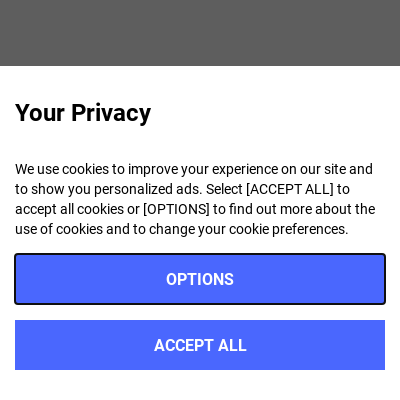 Your Privacy
We use cookies to improve your experience on our site and
to show you personalized ads. Select [ACCEPT ALL] to
accept all cookies or [OPTIONS] to find out more about the
use of cookies and to change your cookie preferences.
OPTIONS
ACCEPT ALL